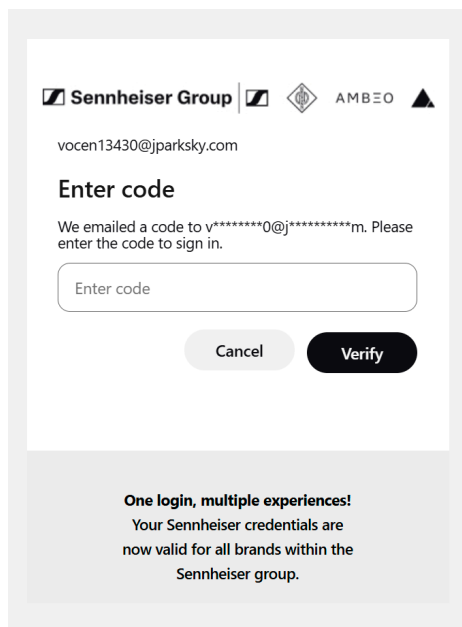 Sennheiser Group
AMBEO
vocen13430@jparksky.com
Enter code
We emailed a code to v********0@j**********m. Please
enter the code to sign in.
Enter code
Cancel
Verify
One login, multiple experiences!
Your Sennheiser credentials are
now valid for all brands within the
Sennheiser group.